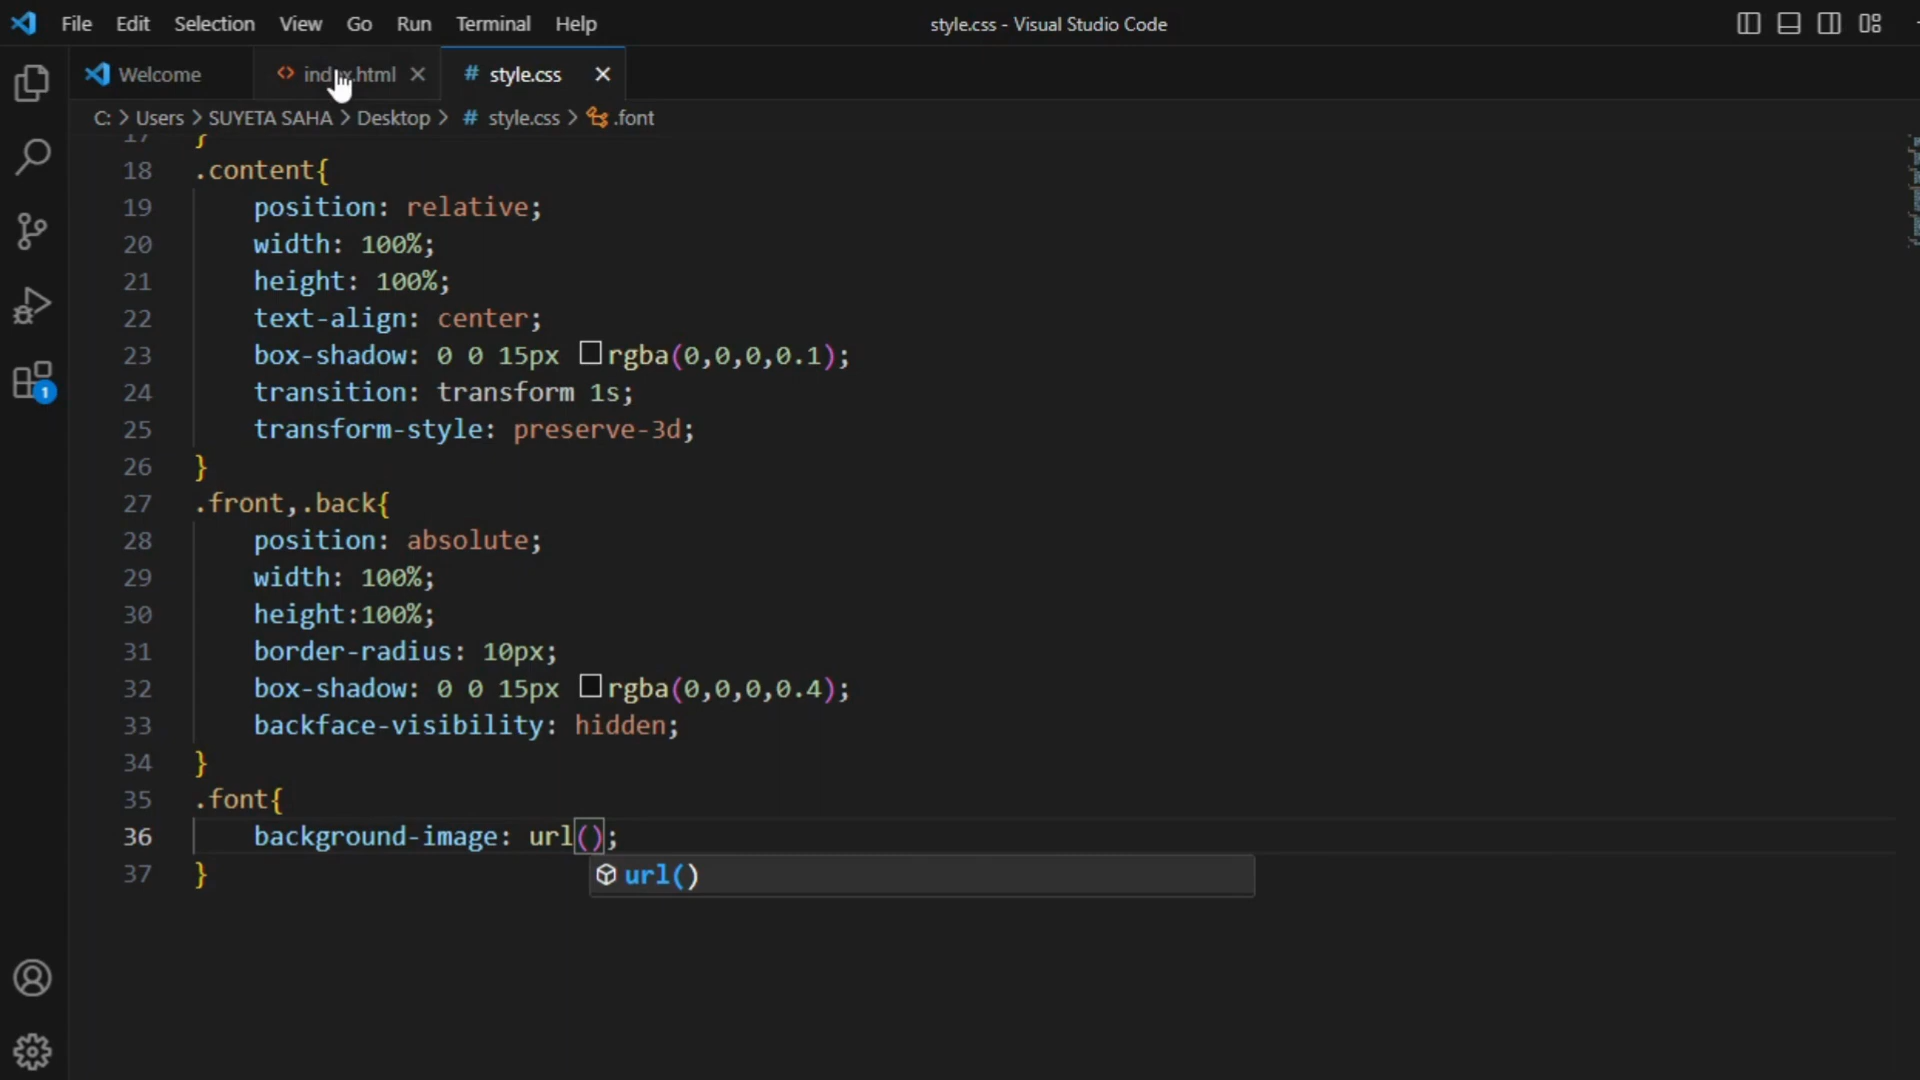 File Edit Selection View Go Run Terminal Help style.css - Visual Studio Code
Welcome <> index.html # style.css
C: > Users > SUYETA SAHA > Desktop > # style.css > .font
17 }
18 .content{
19 position: relative;
20 width: 100%;
21 height: 100%;
22 text-align: center;
23 box-shadow: 0 0 15px rgba(0,0,0,0.1);
24 transition: transform 1s;
25 transform-style: preserve-3d;
26 }
27 .front,.back{
28 position: absolute;
29 width: 100%;
30 height:100%;
31 border-radius: 10px;
32 box-shadow: 0 0 15px rgba(0,0,0,0.4);
33 backface-visibility: hidden;
34 }
35 .font{
36 background-image: url();
url()
37 }
1